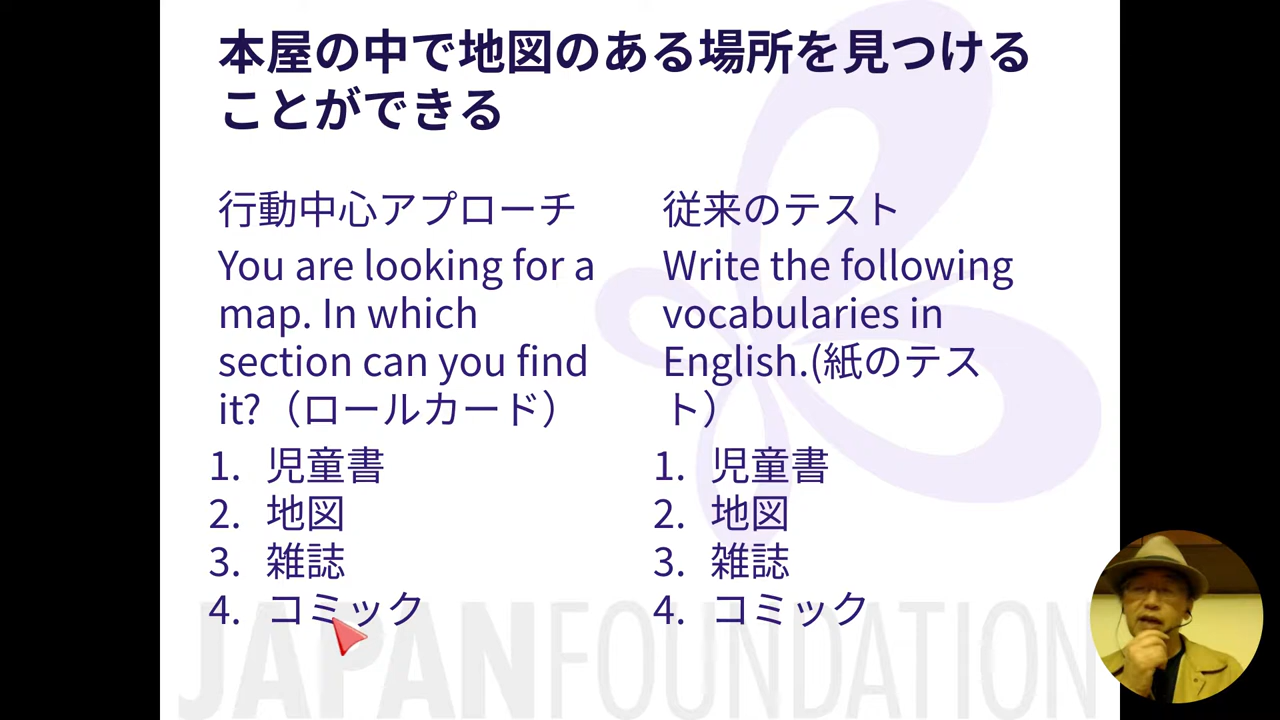 本屋の中で地図のある場所を見つける
ことができる
行動中心アプローチ
You are looking for a
map. In which
section can you find
it?（ロールカード）
1. 児童書
2. 地図
3. 雑誌
4. コミック
従来のテスト
Write the following
vocabularies in
English.(紙のテス
ト）
1. 児童書
2. 地図
3. 雑誌
4. コミック
JAPANFOUNDATION